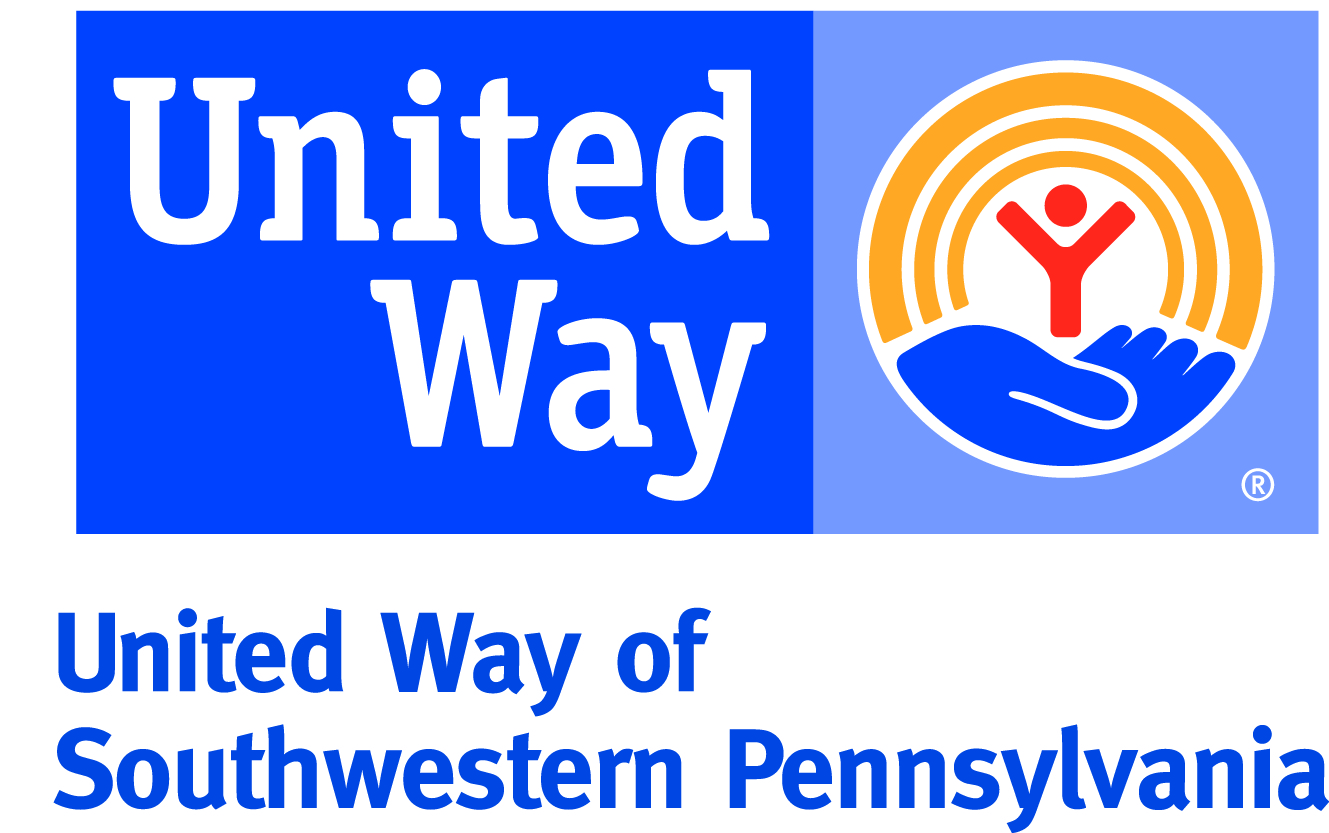 United
Way
®
United Way of
Southwestern Pennsylvania